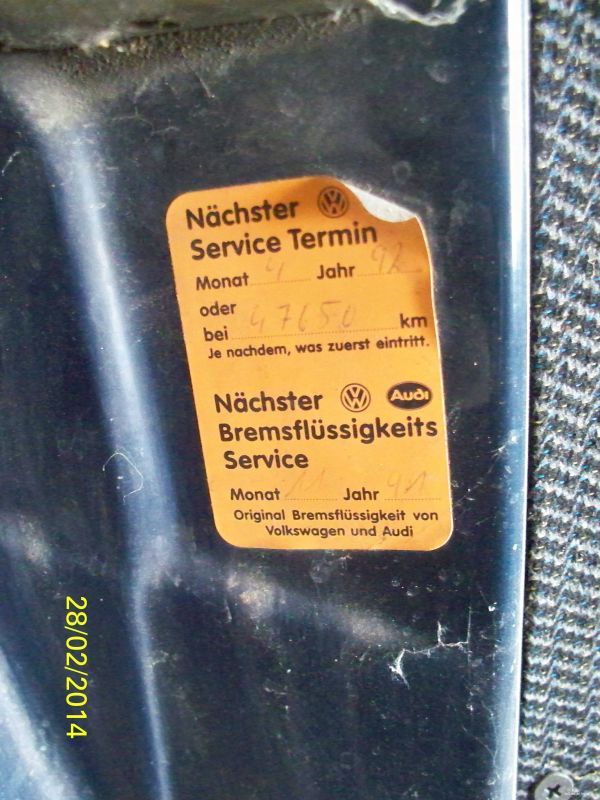 Nächster
Service Termin
Monat 4 Jahr 92
oder
bei 47650 km
Je nachdem, was zuerst eintritt.
Nächster Audi
Bremsflüssigkeits
Service
Monat 11 Jahr 91
Original Bremsflüssigkeit von
Volkswagen und Audi
28/02/2014